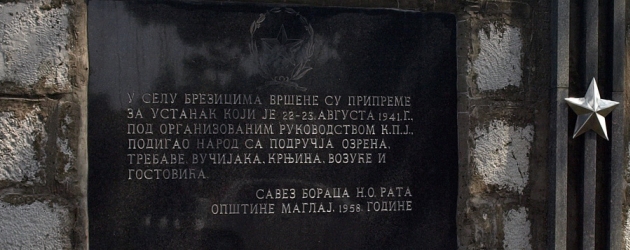 У СЕЛУ БРЕЗИЦИМА ВРШЕНЕ СУ ПРИПРЕМЕ
ЗА УСТАНАК КОЈИ ЈЕ 22-23. АВГУСТА 1941.Г.
ПОД ОРГАНИЗОВАНИМ РУКОВОДСТВОМ К.П.Ј.
ПОДИГАО НАРОД СА ПОДРУЧЈА ОЗРЕНА,
ТРЕБАВЕ, ВУЧИЈАКА, КРЊИНА, ВОЗУЋЕ И
ГОСТОВИЋА.
САВЕЗ БОРАЦА Н.О. РАТА
ОПШТИНЕ МАГЛАЈ, 1958. ГОДИНЕ